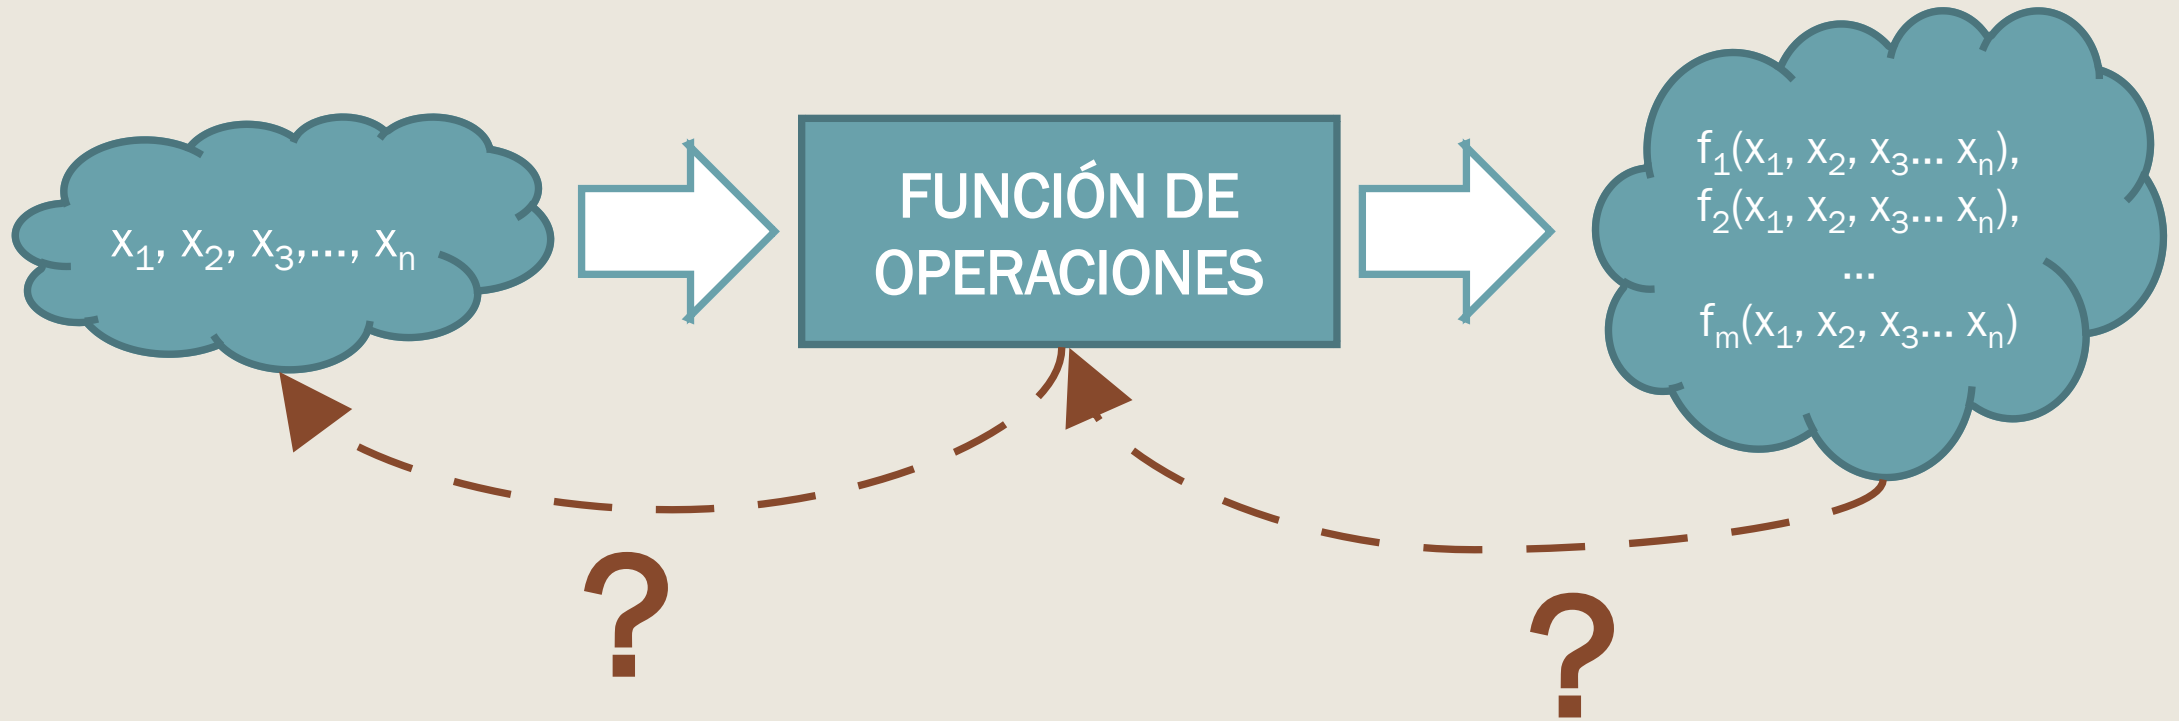 x₁, x₂, x₃,..., xₙ
FUNCIÓN DE
OPERACIONES
f₁(x₁, x₂, x₃... xₙ),
f₂(x₁, x₂, x₃... xₙ),
...
fₘ(x₁, x₂, x₃... xₙ)
?
?